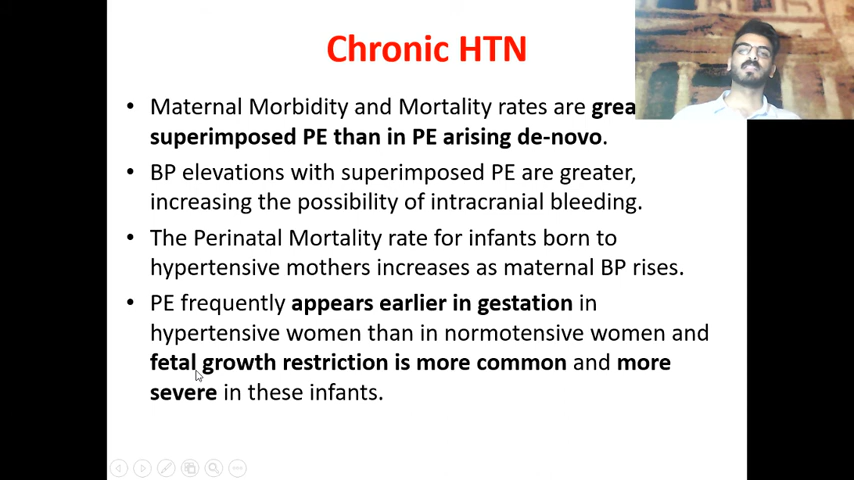 Chronic HTN
• Maternal Morbidity and Mortality rates are
superimposed PE than in PE arising de-novo.
• BP elevations with superimposed PE are greater,
increasing the possibility of intracranial bleeding.
• The Perinatal Mortality rate for infants born to
hypertensive mothers increases as maternal BP rises.
• PE frequently appears earlier in gestation in
hypertensive women than in normotensive women and
fetal growth restriction is more common and more
severe in these infants.